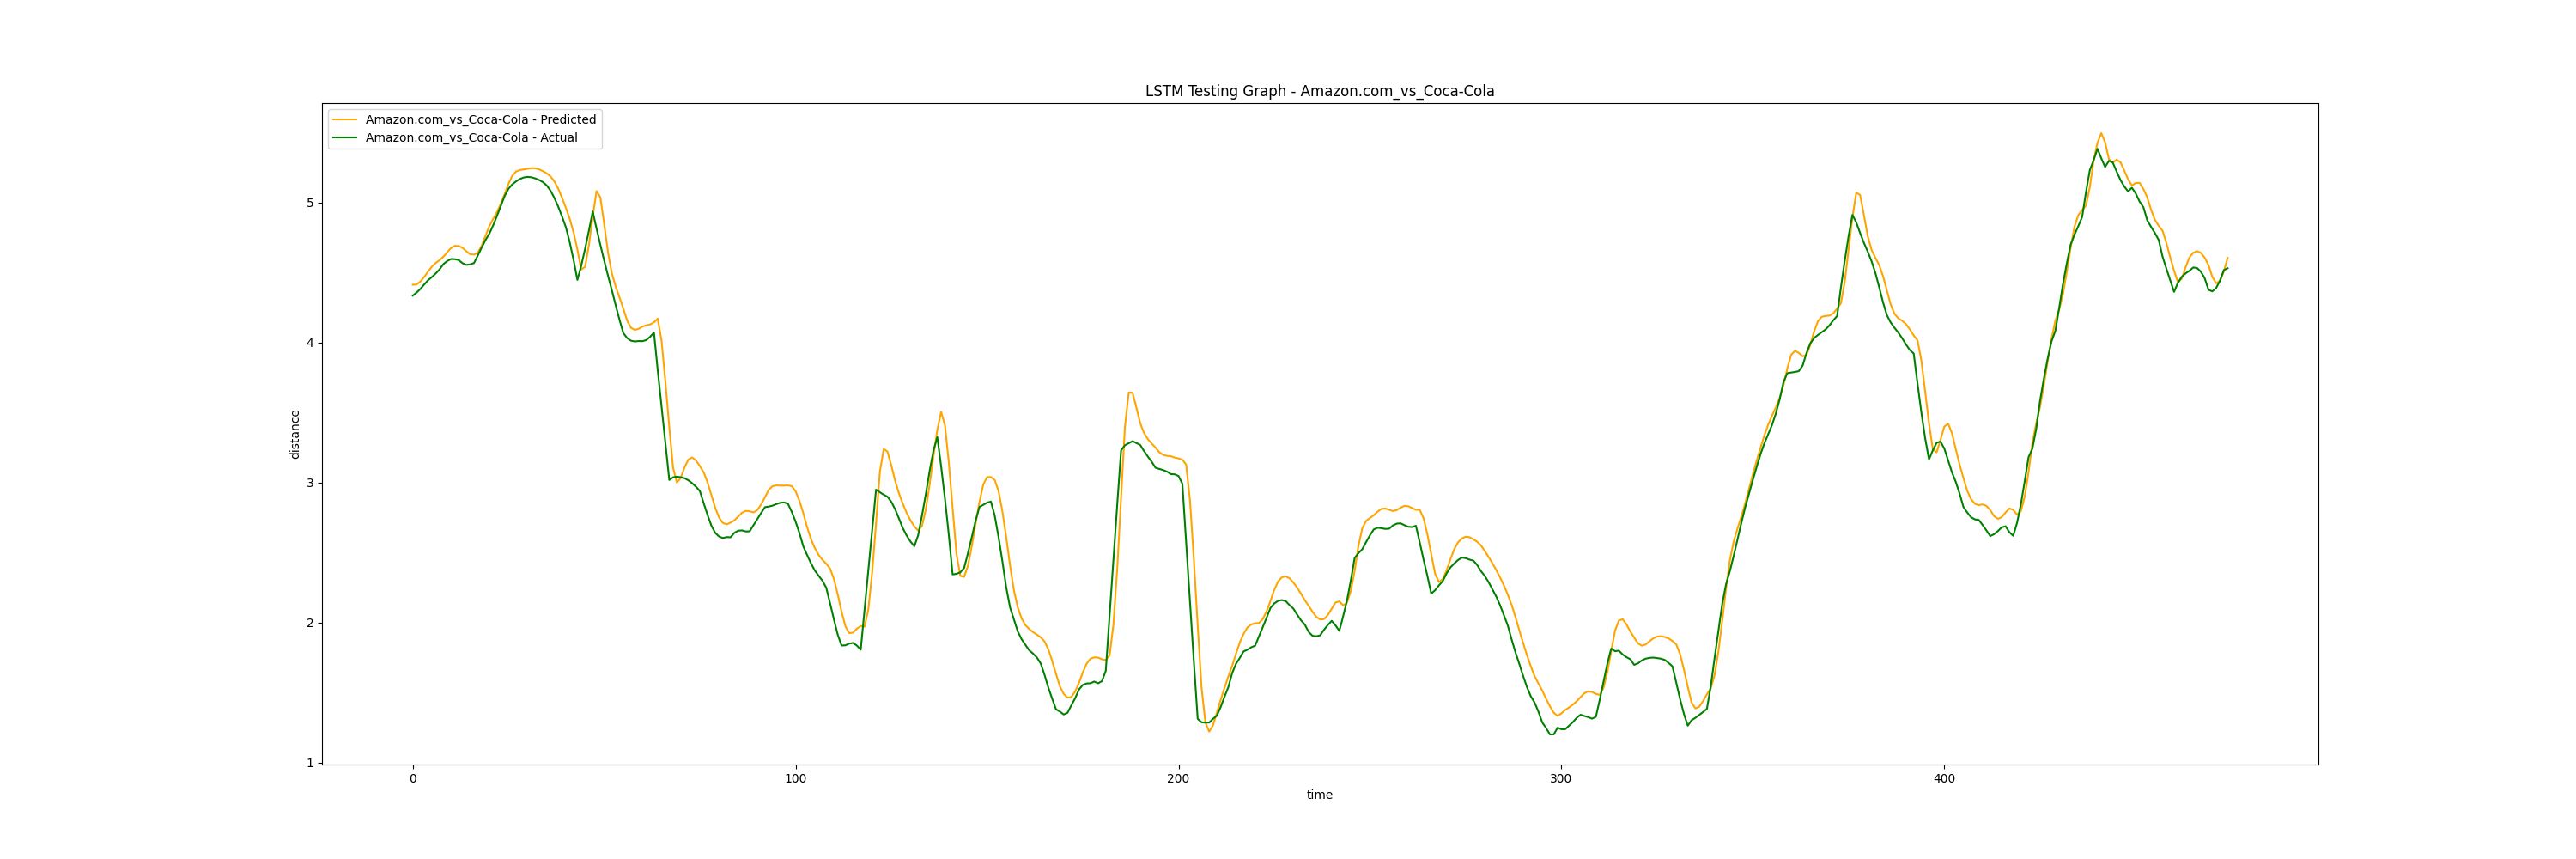 LSTM Testing Graph - Amazon.com_vs_Coca-Cola
Amazon.com_vs_Coca-Cola - Predicted
Amazon.com_vs_Coca-Cola - Actual
5
4
3
2
1
distance
0 100 200 300 400
time